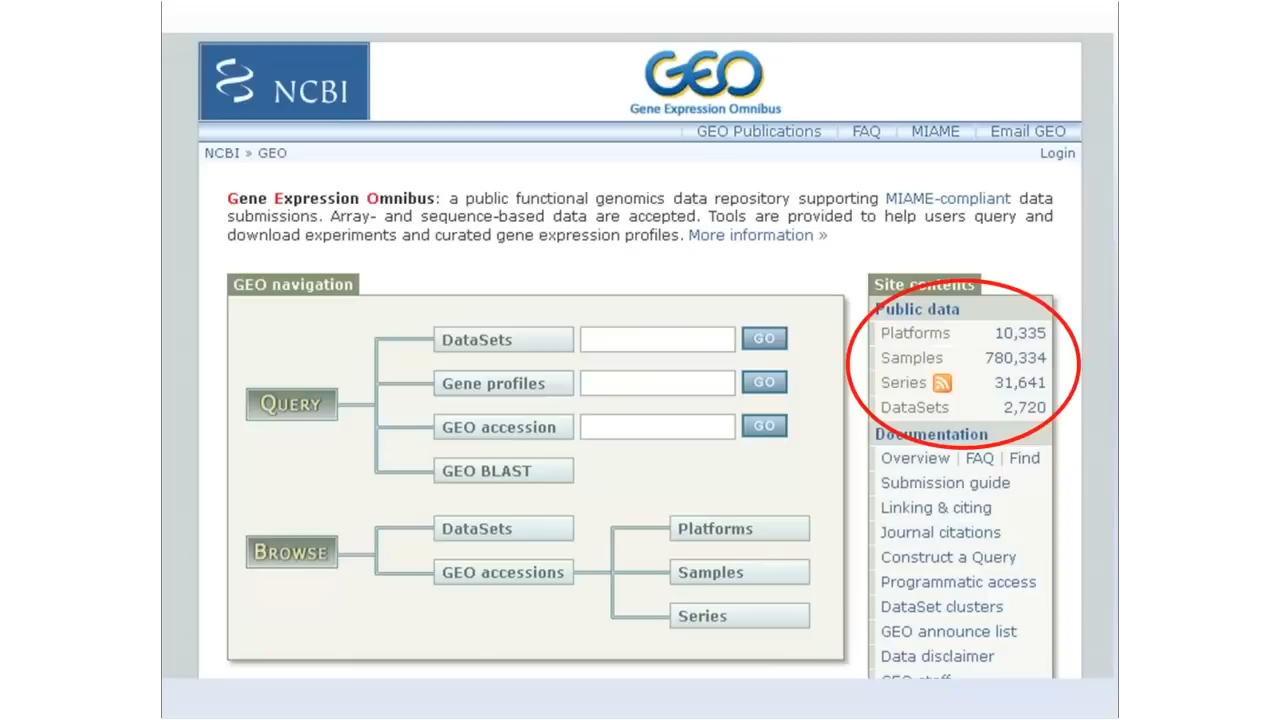 NCBI
GEO
Gene Expression Omnibus
GEO Publications | FAQ | MIAME | Email GEO
NCBI » GEO
Login
Gene Expression Omnibus: a public functional genomics data repository supporting MIAME-compliant data
submissions. Array- and sequence-based data are accepted. Tools are provided to help users query and
download experiments and curated gene expression profiles. More information »
GEO navigation
QUERY
DataSets GO
Gene profiles GO
GEO accession GO
GEO BLAST
BROWSE
DataSets
GEO accessions
Platforms
Samples
Series
Site contents
Public data
Platforms 10,335
Samples 780,334
Series 31,641
DataSets 2,720
Documentation
Overview | FAQ | Find
Submission guide
Linking & citing
Journal citations
Construct a Query
Programmatic access
DataSet clusters
GEO announce list
Data disclaimer
GEO staff